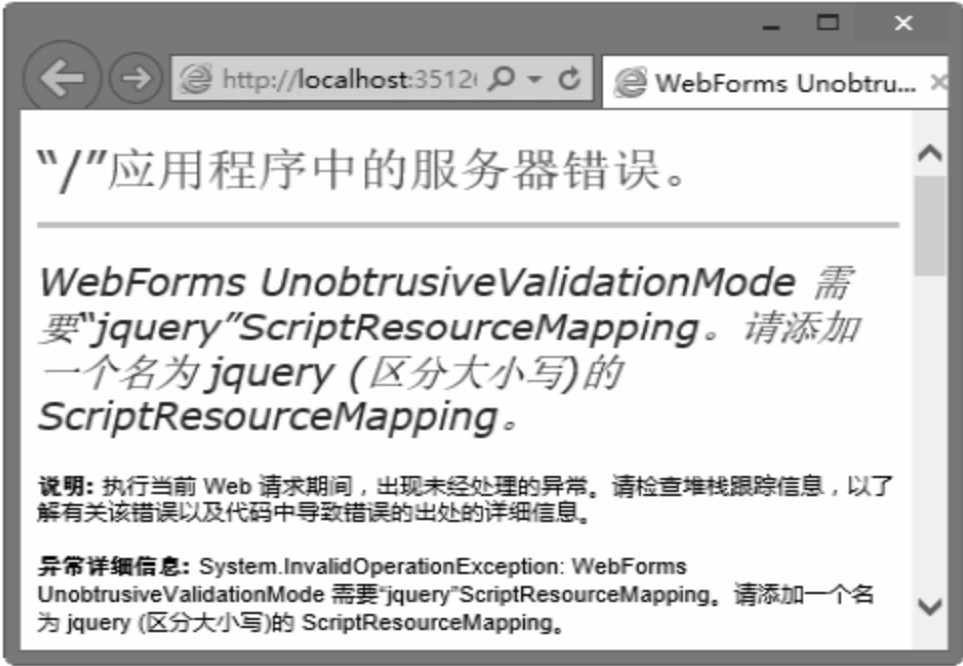 http://localhost:3512
WebForms Unobtru...
“/”应用程序中的服务器错误。
WebForms UnobtrusiveValidationMode 需
要“jquery”ScriptResourceMapping。请添加
一个名为 jquery (区分大小写)的
ScriptResourceMapping。
说明: 执行当前 Web 请求期间，出现未经处理的异常。请检查堆栈跟踪信息，以了
解有关该错误以及代码中导致错误的出处的详细信息。
异常详细信息: System.InvalidOperationException: WebForms
UnobtrusiveValidationMode 需要“jquery”ScriptResourceMapping。请添加一个名
为 jquery (区分大小写)的 ScriptResourceMapping。